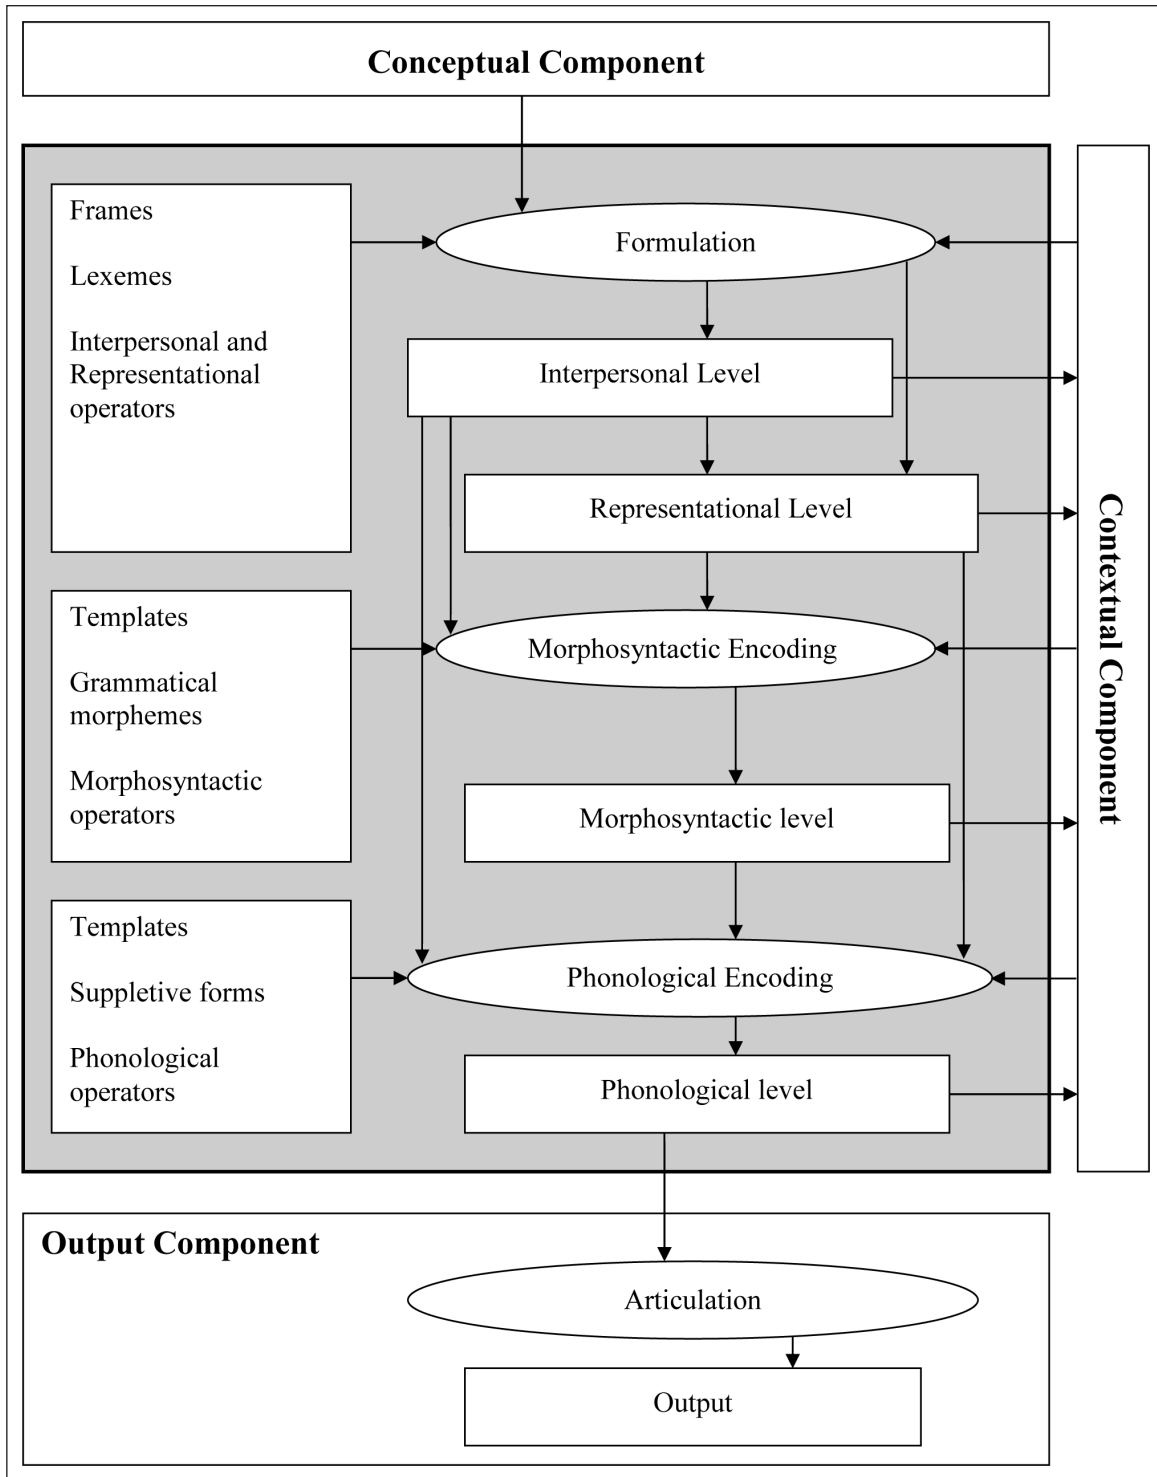 Conceptual Component
Frames
Lexemes
Interpersonal and
Representational
operators
Formulation
Interpersonal Level
Representational Level
Templates
Grammatical
morphemes
Morphosyntactic
operators
Morphosyntactic Encoding
Morphosyntactic level
Templates
Suppletive forms
Phonological
operators
Phonological Encoding
Phonological level
Contextual Component
Output Component
Articulation
Output